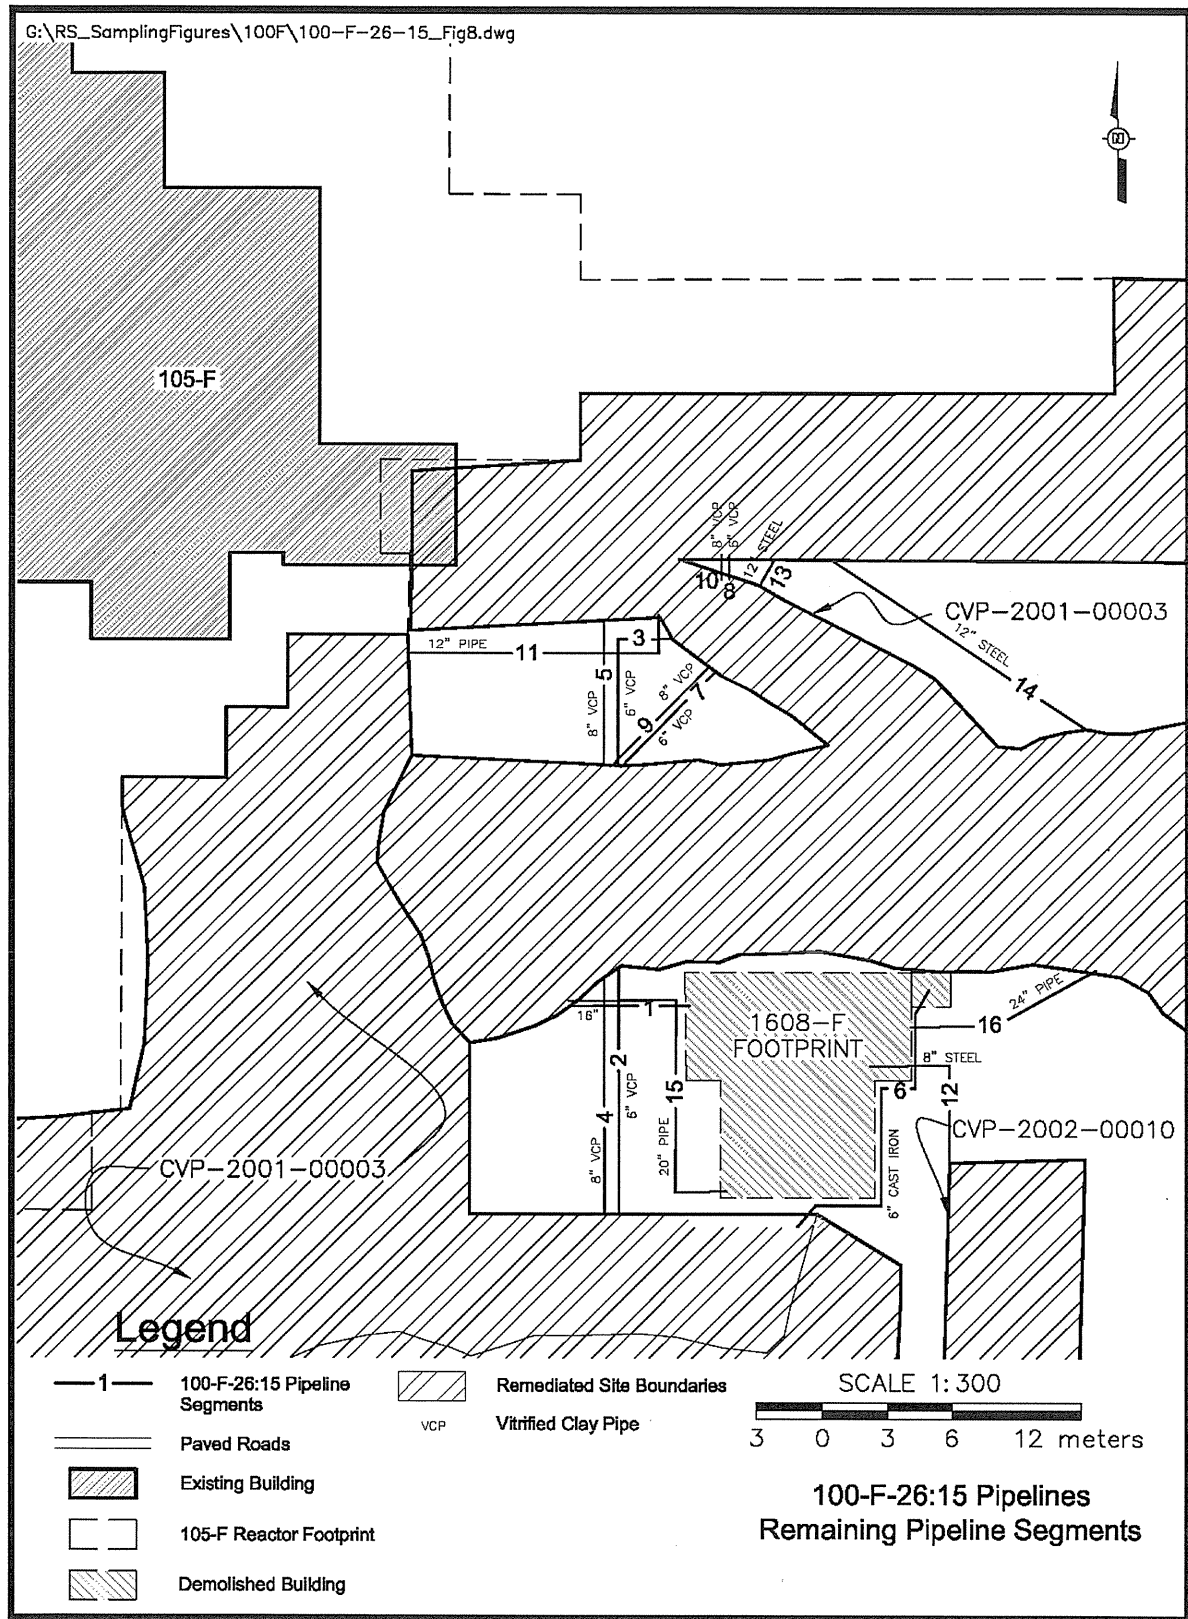 G:\RS_SamplingFigures\100F\100-F-26-15_Fig8.dwg
N
105-F
8" VCP
6" VCP
12" STEEL
10
8
13
CVP-2001-00003
12" STEEL
14
12" PIPE
11
3
5
8" VCP
6" VCP
8" VCP
9
7
6" VCP
16"
1
1608-F
FOOTPRINT
24" PIPE
16
8" STEEL
2
6" VCP
4
8" VCP
15
20" PIPE
6
12
6" CAST IRON
CVP-2002-00010
CVP-2001-00003
Legend
1
100-F-26:15 Pipeline
Segments
Paved Roads
Existing Building
105-F Reactor Footprint
Demolished Building
Remediated Site Boundaries
VCP
Vitrified Clay Pipe
SCALE 1:300
3 0 3 6 12 meters
100-F-26:15 Pipelines
Remaining Pipeline Segments